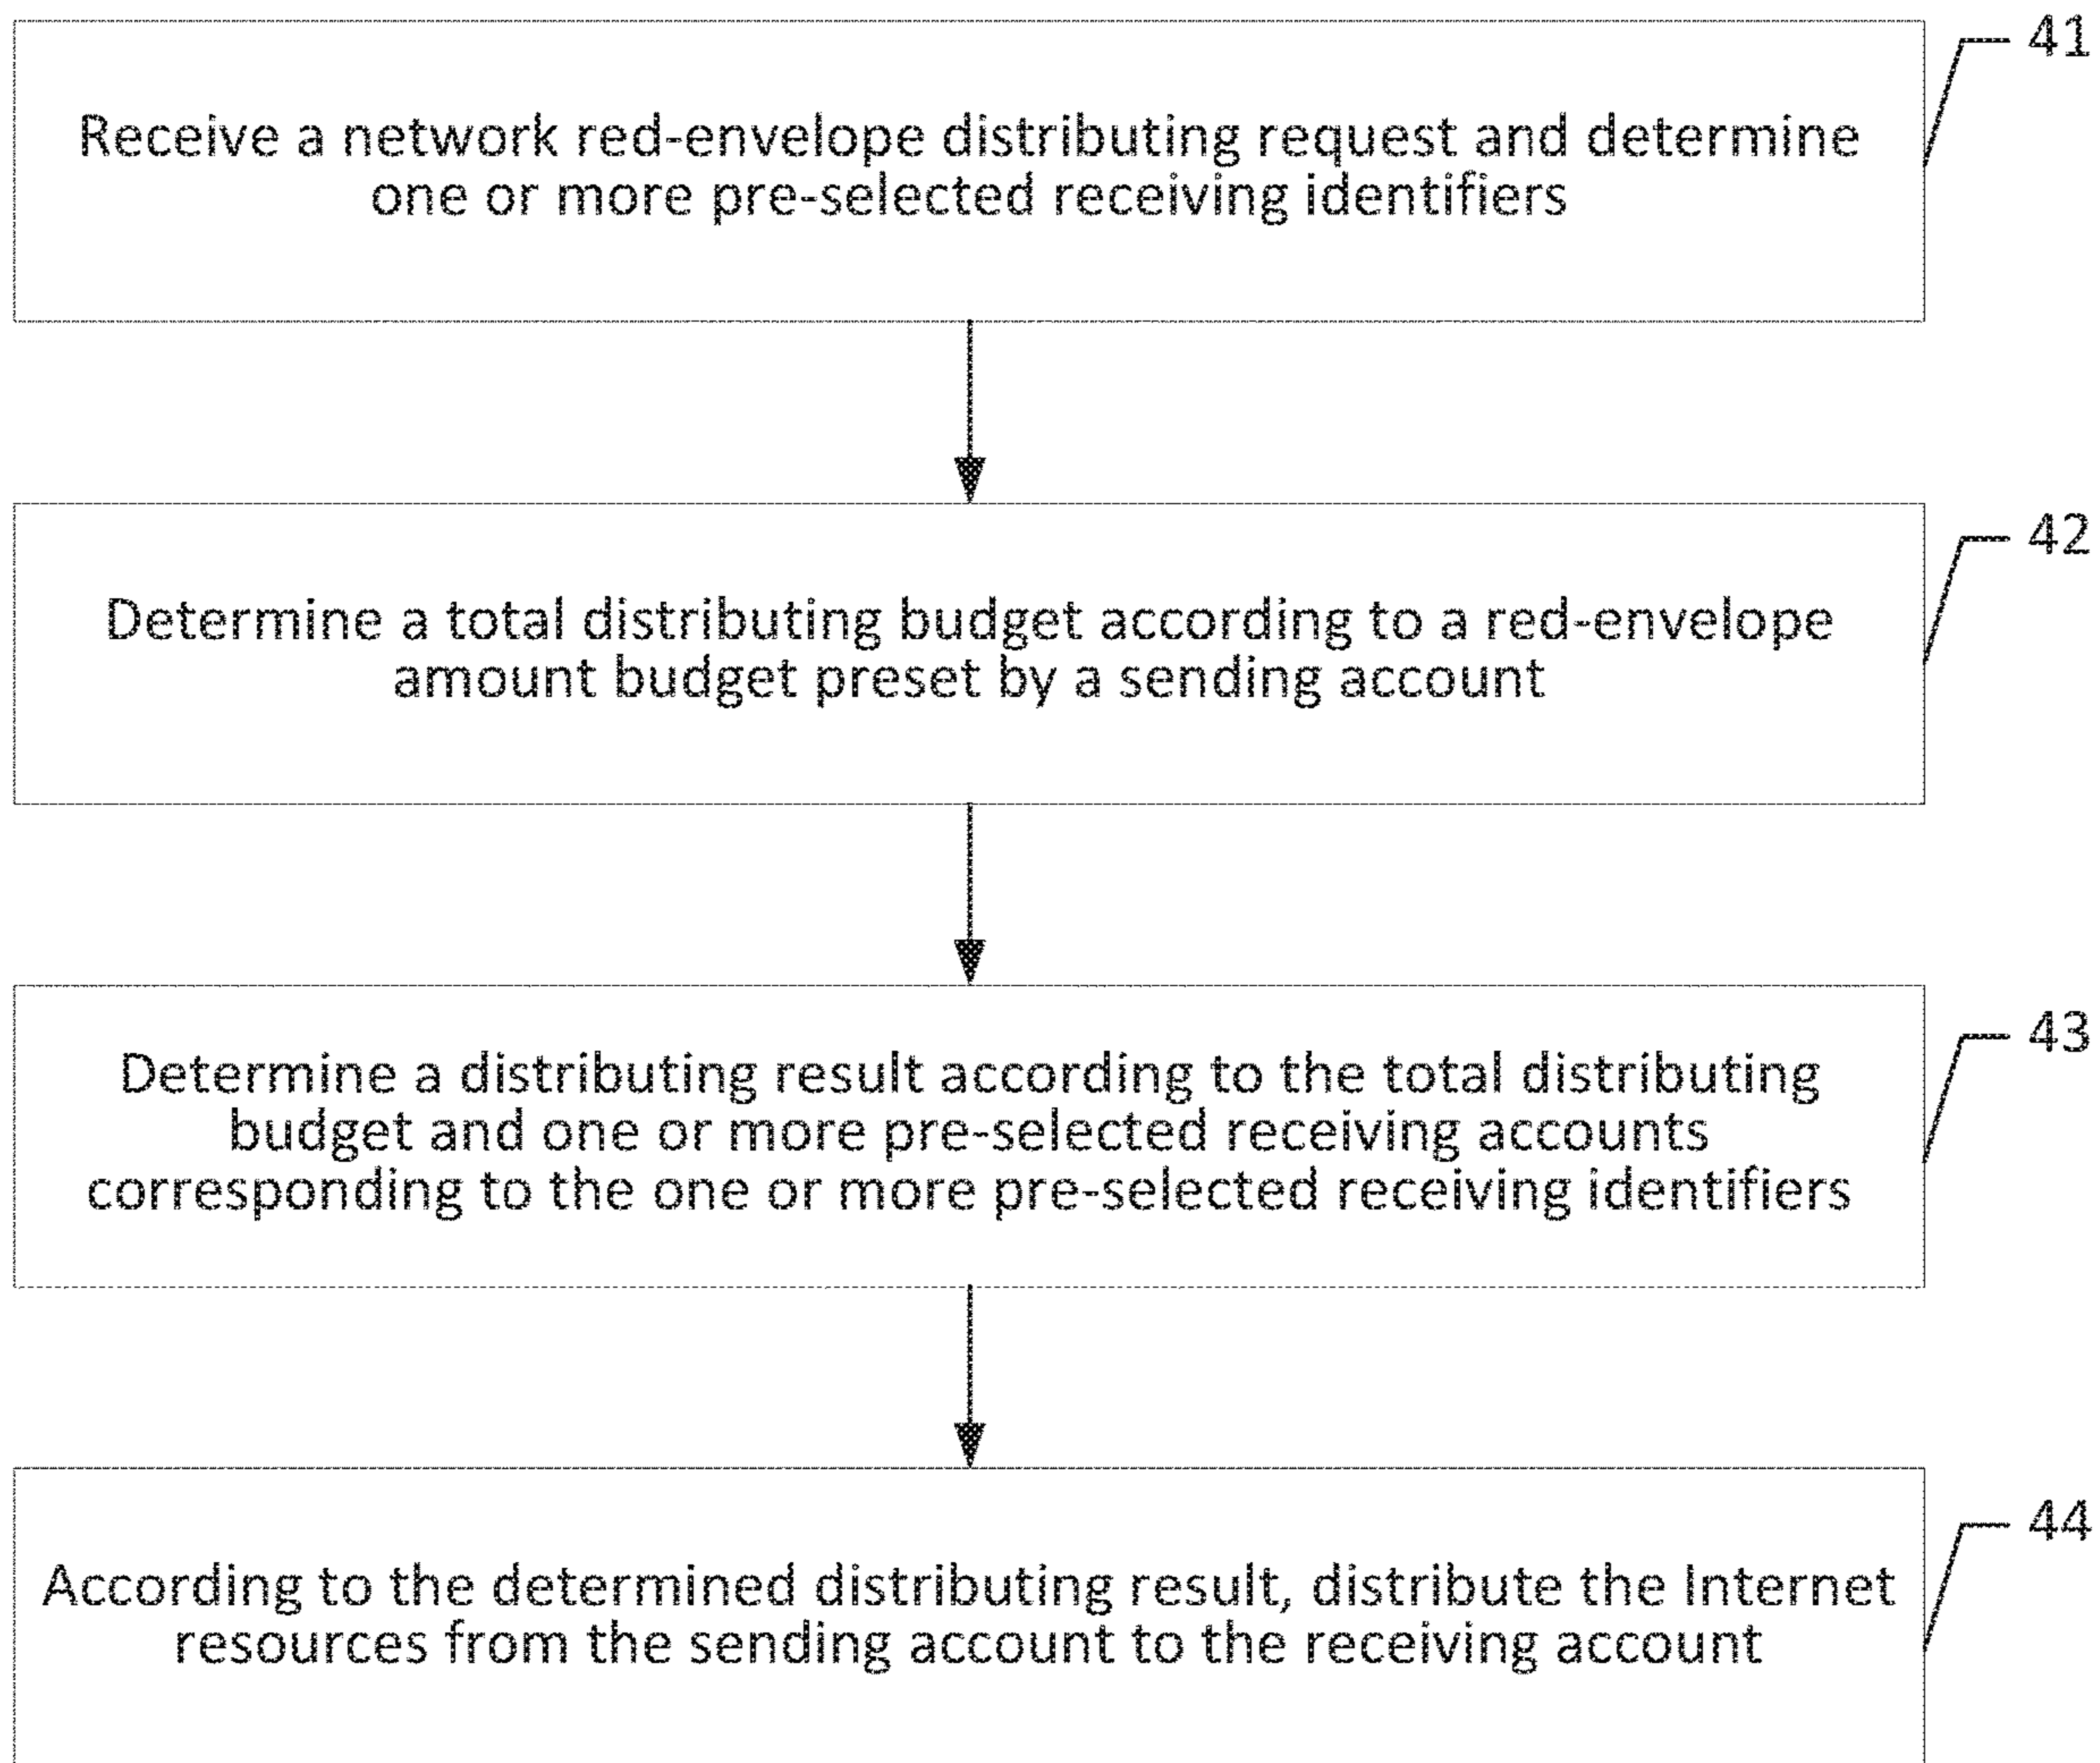 41
Receive a network red-envelope distributing request and determine
one or more pre-selected receiving identifiers
42
Determine a total distributing budget according to a red-envelope
amount budget preset by a sending account
43
Determine a distributing result according to the total distributing
budget and one or more pre-selected receiving accounts
corresponding to the one or more pre-selected receiving identifiers
44
According to the determined distributing result, distribute the Internet
resources from the sending account to the receiving account